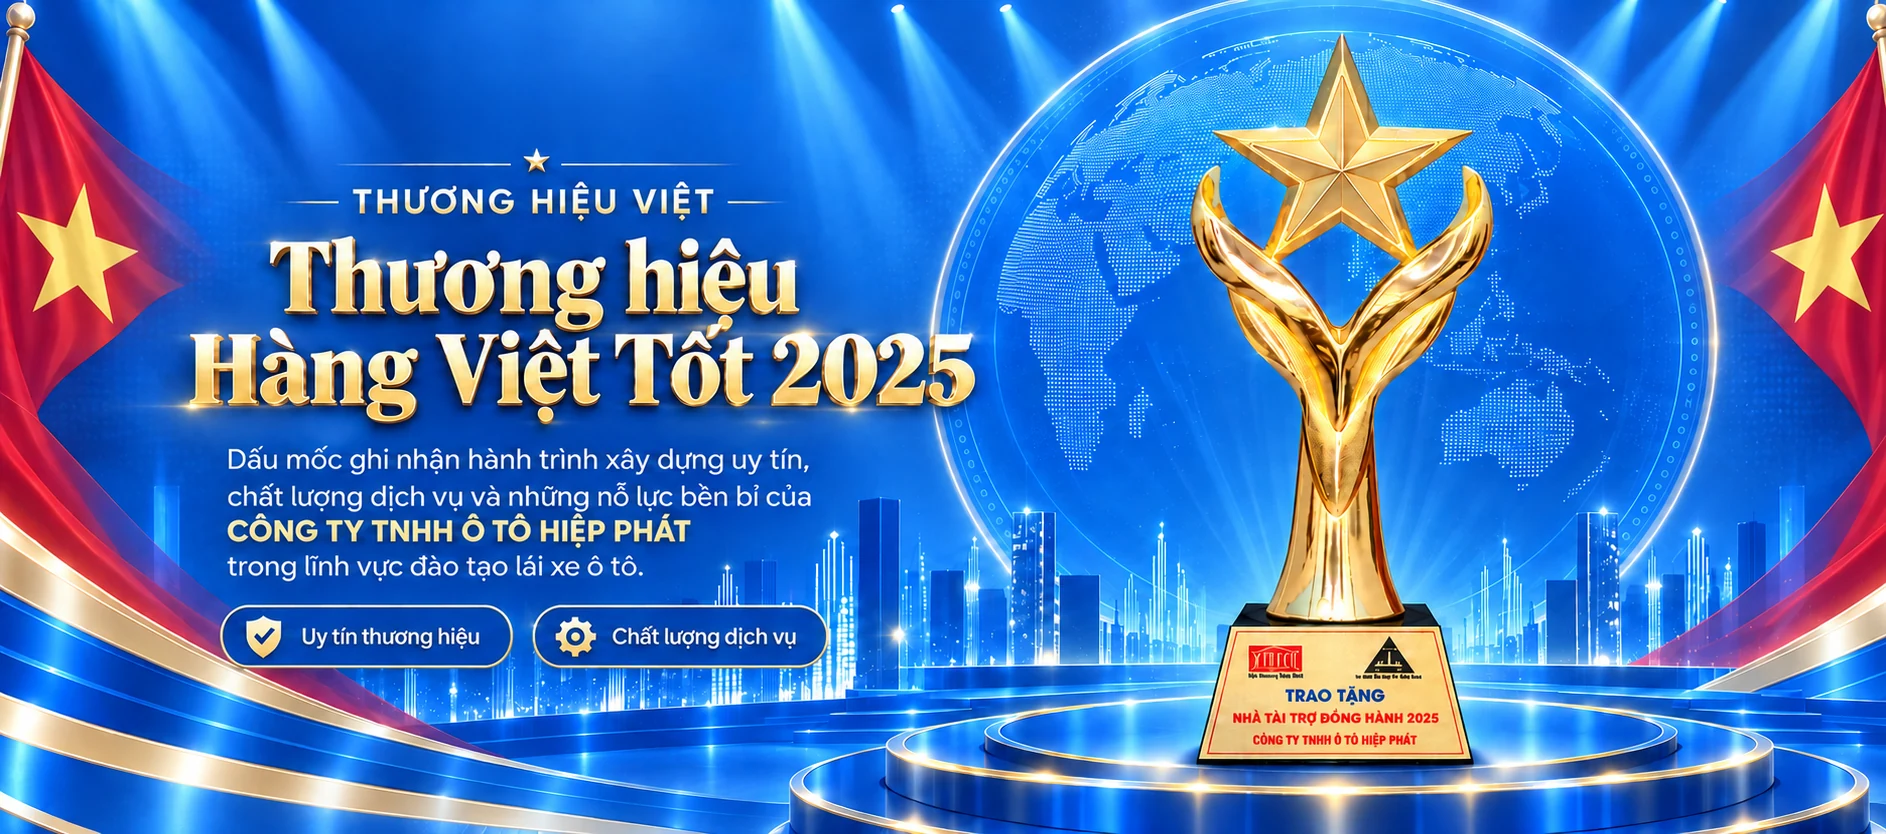 THƯƠNG HIỆU VIỆT
Thương hiệu
Hàng Việt Tốt 2025
Dấu mốc ghi nhận hành trình xây dựng uy tín,
chất lượng dịch vụ và những nỗ lực bền bỉ của
CÔNG TY TNHH Ô TÔ HIỆP PHÁT
trong lĩnh vực đào tạo lái xe ô tô.
Uy tín thương hiệu
Chất lượng dịch vụ
TRAO TẶNG
NHÀ TÀI TRỢ ĐỒNG HÀNH 2025
CÔNG TY TNHH Ô TÔ HIỆP PHÁT